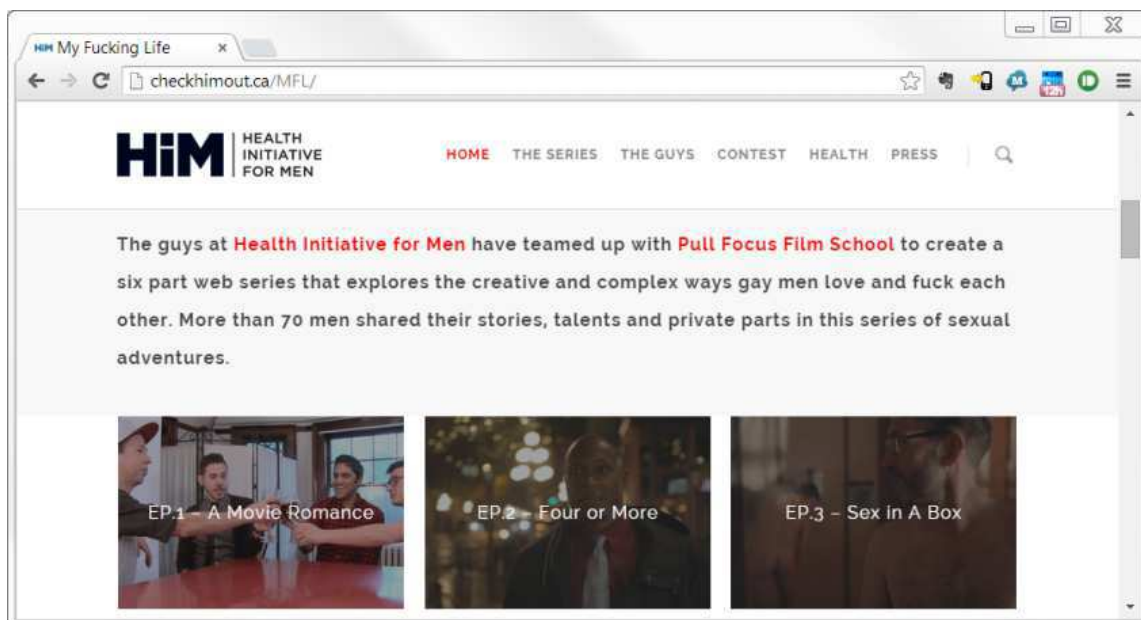 HiM My Fucking Life
checkhimout.ca/MFL/
12h
HiM
HEALTH
INITIATIVE
FOR MEN
HOME THE SERIES THE GUYS CONTEST HEALTH PRESS
The guys at Health Initiative for Men have teamed up with Pull Focus Film School to create a
six part web series that explores the creative and complex ways gay men love and fuck each
other. More than 70 men shared their stories, talents and private parts in this series of sexual
adventures.
EP.1 – A Movie Romance
EP.2 – Four or More
EP.3 – Sex in A Box